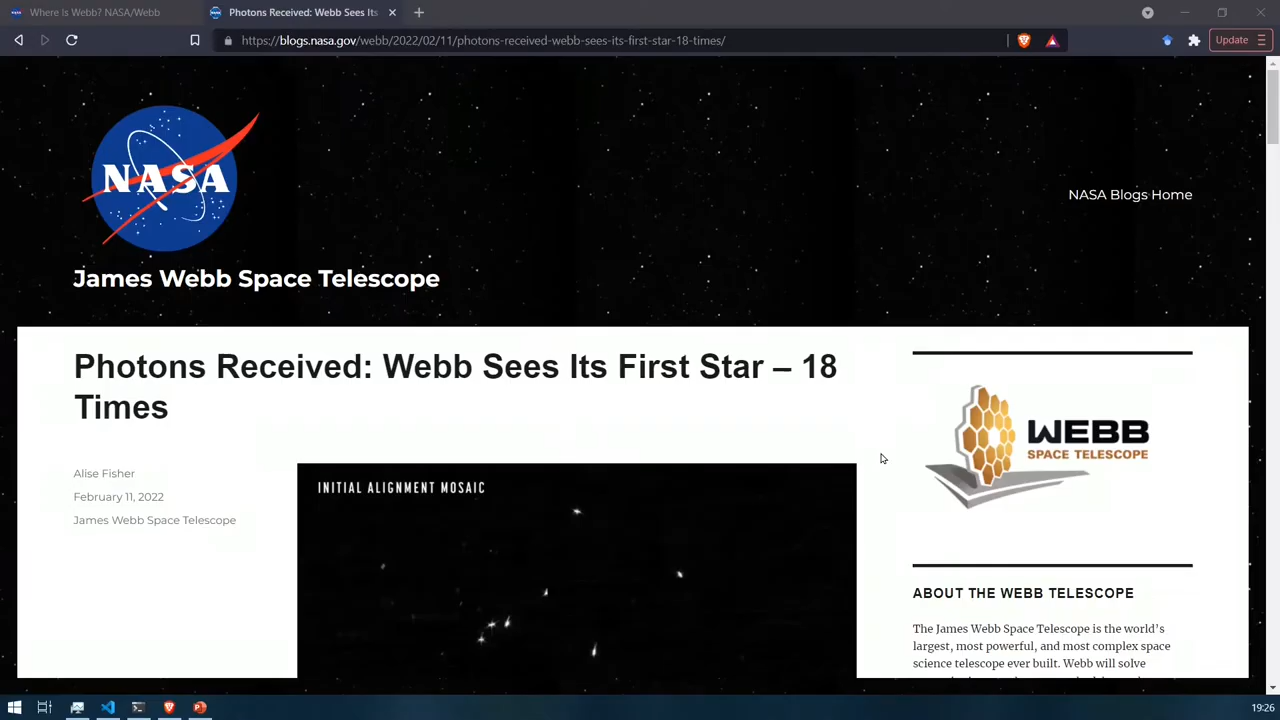 Where Is Webb? NASA/Webb
Photons Received: Webb Sees Its
https://blogs.nasa.gov/webb/2022/02/11/photons-received-webb-sees-its-first-star-18-times/
Update
NASA
NASA Blogs Home
James Webb Space Telescope
Photons Received: Webb Sees Its First Star – 18
Times
Alise Fisher
February 11, 2022
James Webb Space Telescope
INITIAL ALIGNMENT MOSAIC
WEBB
SPACE TELESCOPE
ABOUT THE WEBB TELESCOPE
The James Webb Space Telescope is the world's
largest, most powerful, and most complex space
science telescope ever built. Webb will solve
19:26